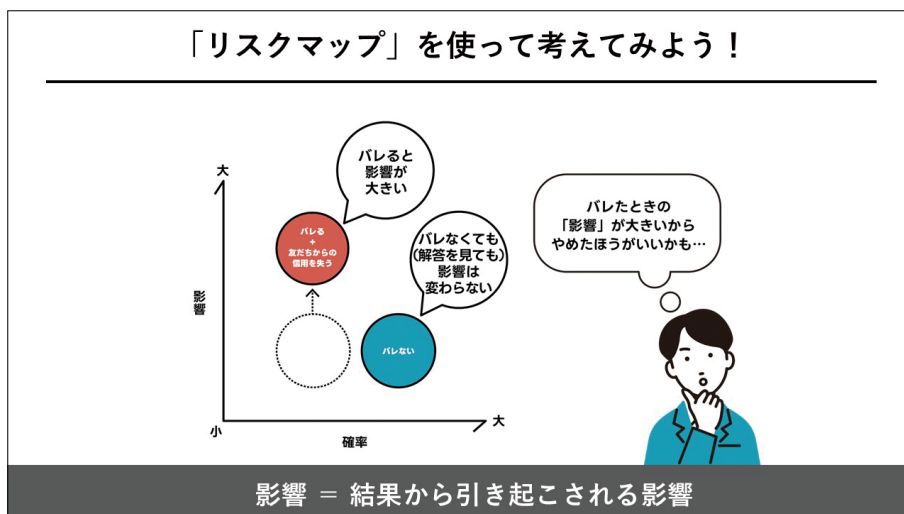 「リスクマップ」を使って考えてみよう！
バレると
影響が
大きい
大
バレたときの
「影響」が大きいから
やめたほうがいいかも…
バレる
+
友だちからの
信用を失う
バレなくても
(解答を見ても)
影響は
変わらない
影響
バレない
小
確率
大
影響 = 結果から引き起こされる影響